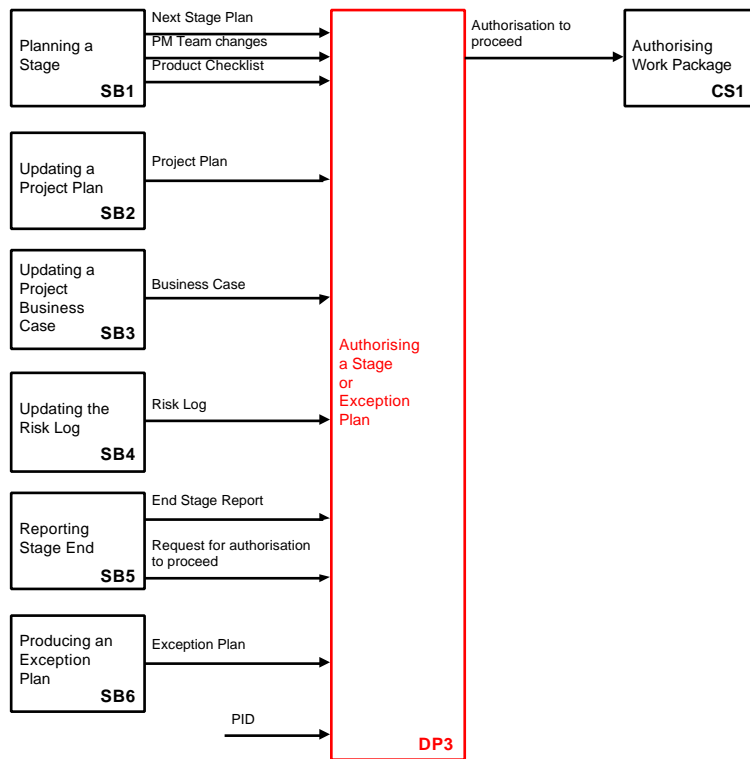 Planning a
Stage
SB1
Next Stage Plan
PM Team changes
Product Checklist
Authorisation to
proceed
Authorising
Work Package
CS1
Updating a
Project Plan
SB2
Project Plan
Updating a
Project
Business
Case
SB3
Business Case
Authorising
a Stage
or
Exception
Plan
Updating the
Risk Log
SB4
Risk Log
Reporting
Stage End
SB5
End Stage Report
Request for authorisation
to proceed
Producing an
Exception
Plan
SB6
Exception Plan
PID
DP3